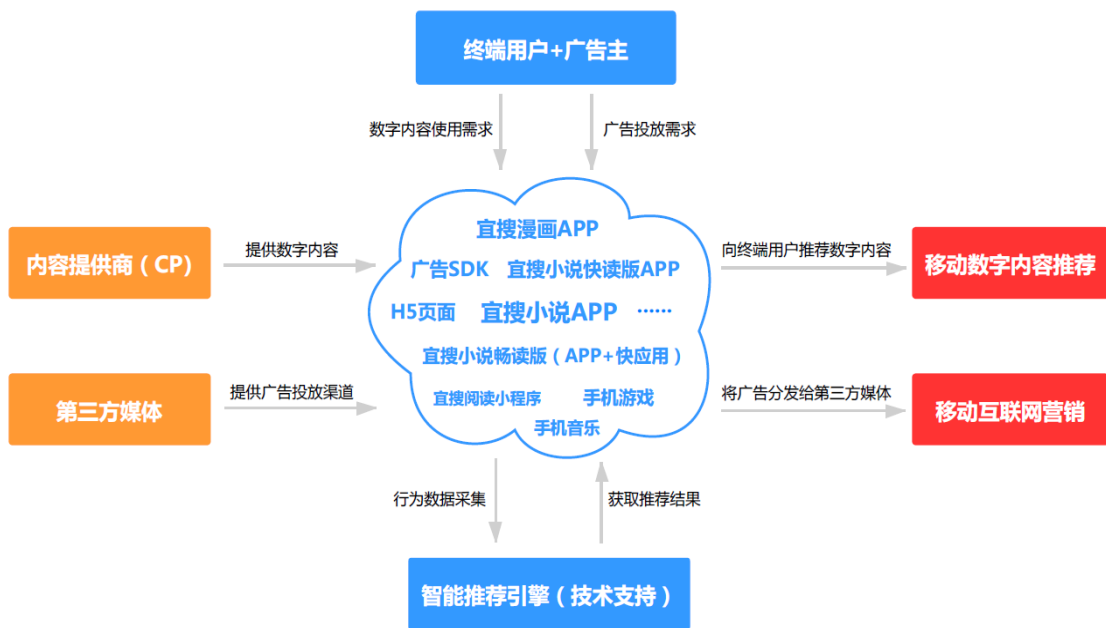 终端用户+广告主
数字内容使用需求
广告投放需求
宜搜漫画APP
广告SDK 宜搜小说快读版APP
H5页面 宜搜小说APP ······
宜搜小说畅读版（APP+快应用）
宜搜阅读小程序 手机游戏
手机音乐
内容提供商（CP）
提供数字内容
向终端用户推荐数字内容
移动数字内容推荐
第三方媒体
提供广告投放渠道
将广告分发给第三方媒体
移动互联网营销
行为数据采集
获取推荐结果
智能推荐引擎（技术支持）